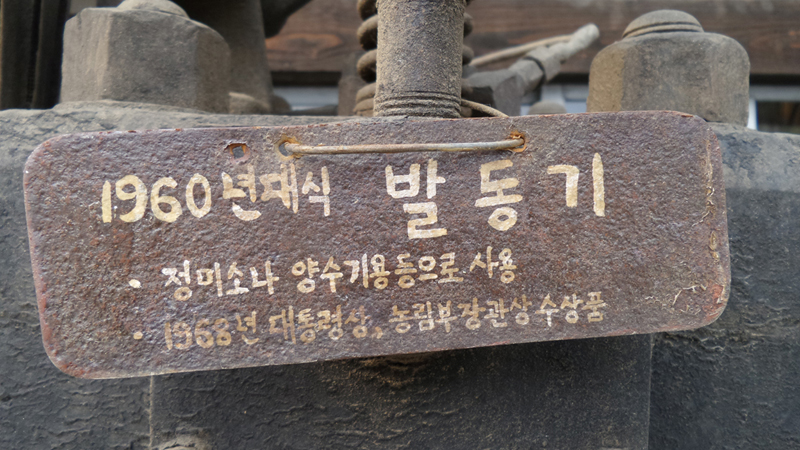 1960년대식 발동기
· 정미소나 양수기용등으로 사용
· 1968년 대통령상, 농림부장관상 수상품